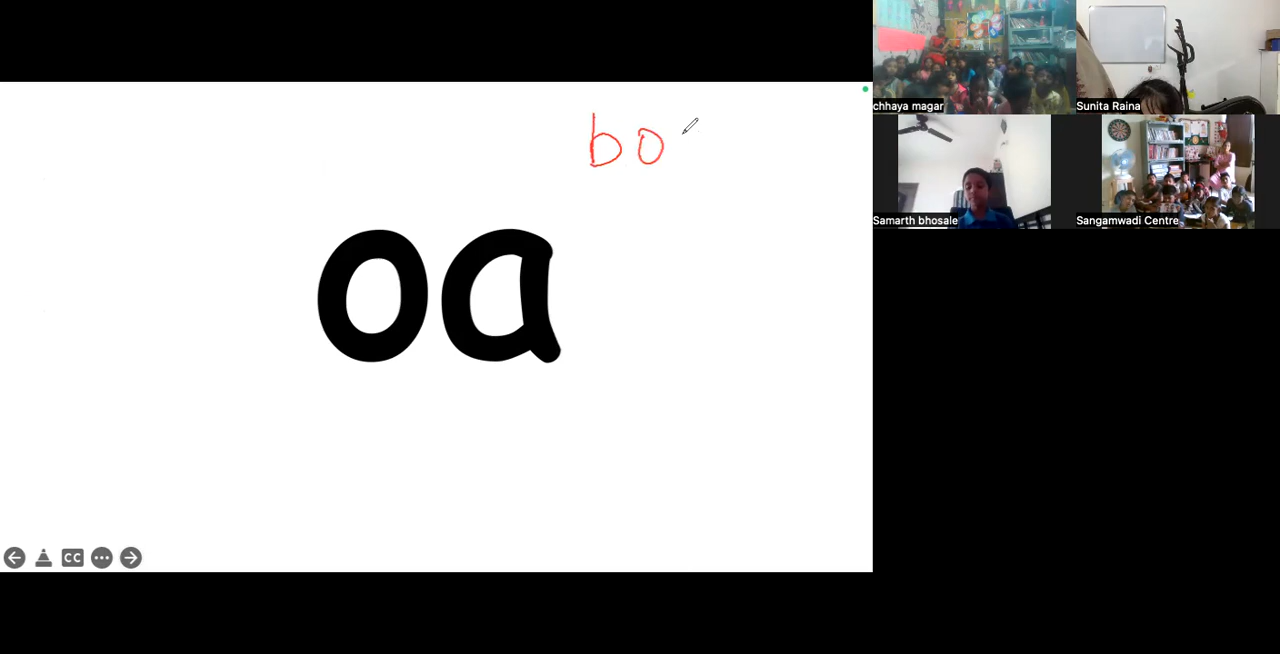 bo
oa
chhaya magar
Sunita Raina
Samarth bhosale
Sangamwadi Centre
CC